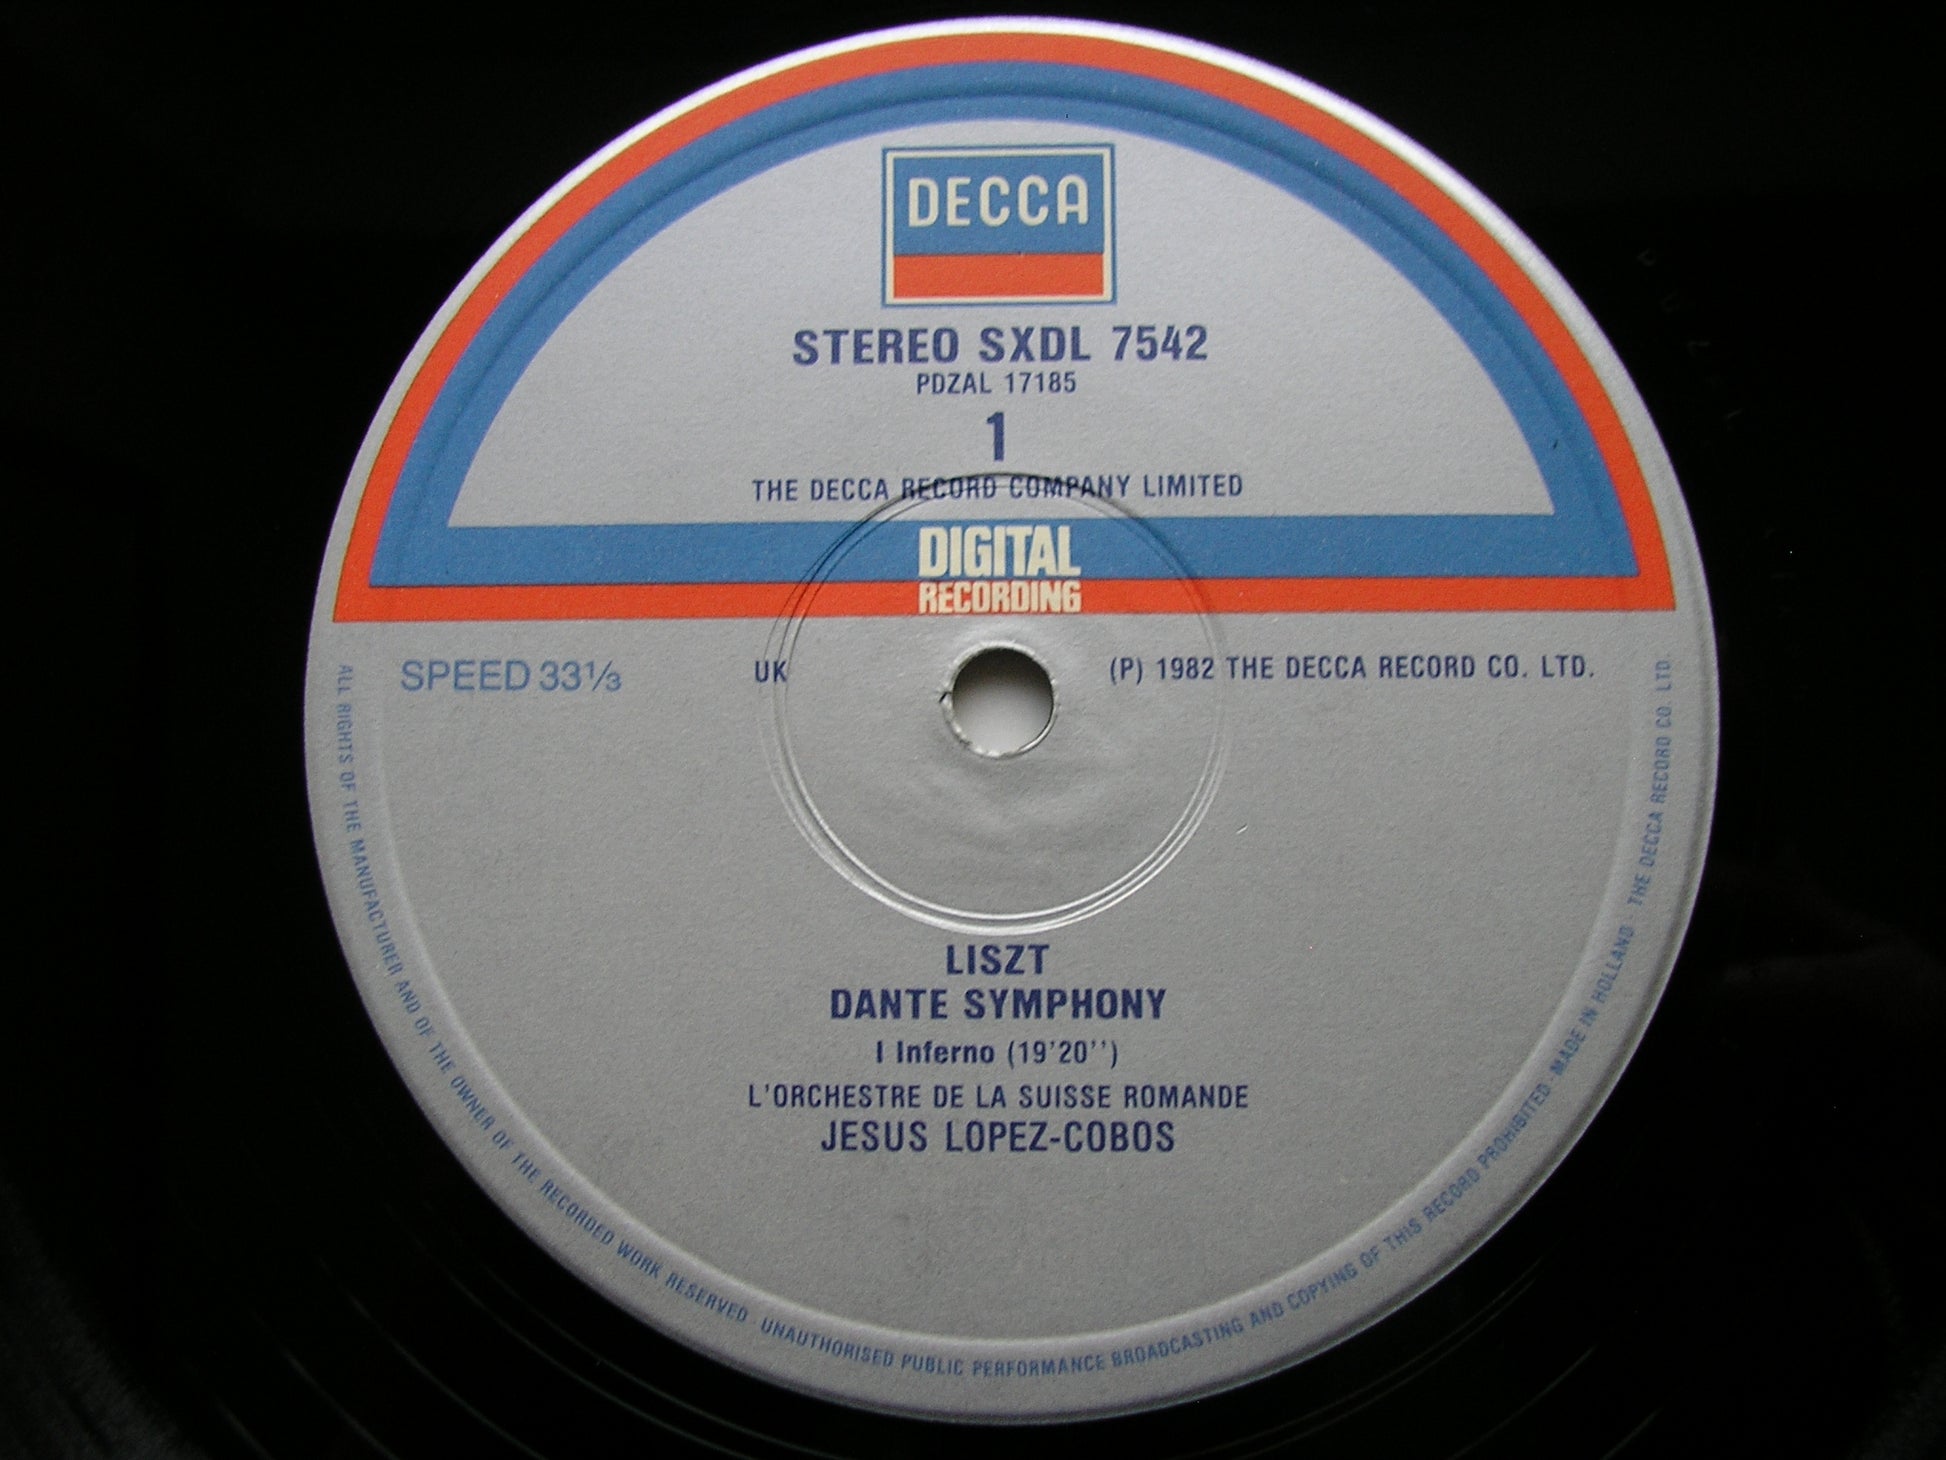 DECCA
STEREO SXDL 7542
PDZAL 17185
1
THE DECCA RECORD COMPANY LIMITED
DIGITAL
RECORDING
SPEED 33⅓
UK
(P) 1982 THE DECCA RECORD CO. LTD.
LISZT
DANTE SYMPHONY
I Inferno (19'20'')
L'ORCHESTRE DE LA SUISSE ROMANDE
JESUS LOPEZ-COBOS
ALL RIGHTS OF THE MANUFACTURER AND OF THE OWNER OF THE RECORDED WORK RESERVED UNAUTHORISED PUBLIC PERFORMANCE BROADCASTING AND COPYING OF THIS RECORD PROHIBITED · MADE IN HOLLAND · THE DECCA RECORD CO. LTD.